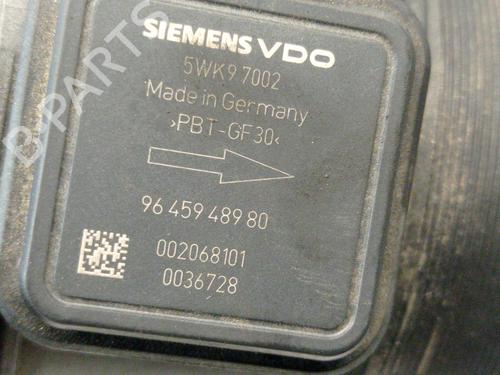 SIEMENS VDO
5WK9 7002
Made in Germany
>PBT-GF30<
96 459 489 80
002068101
0036728
B-PARTS